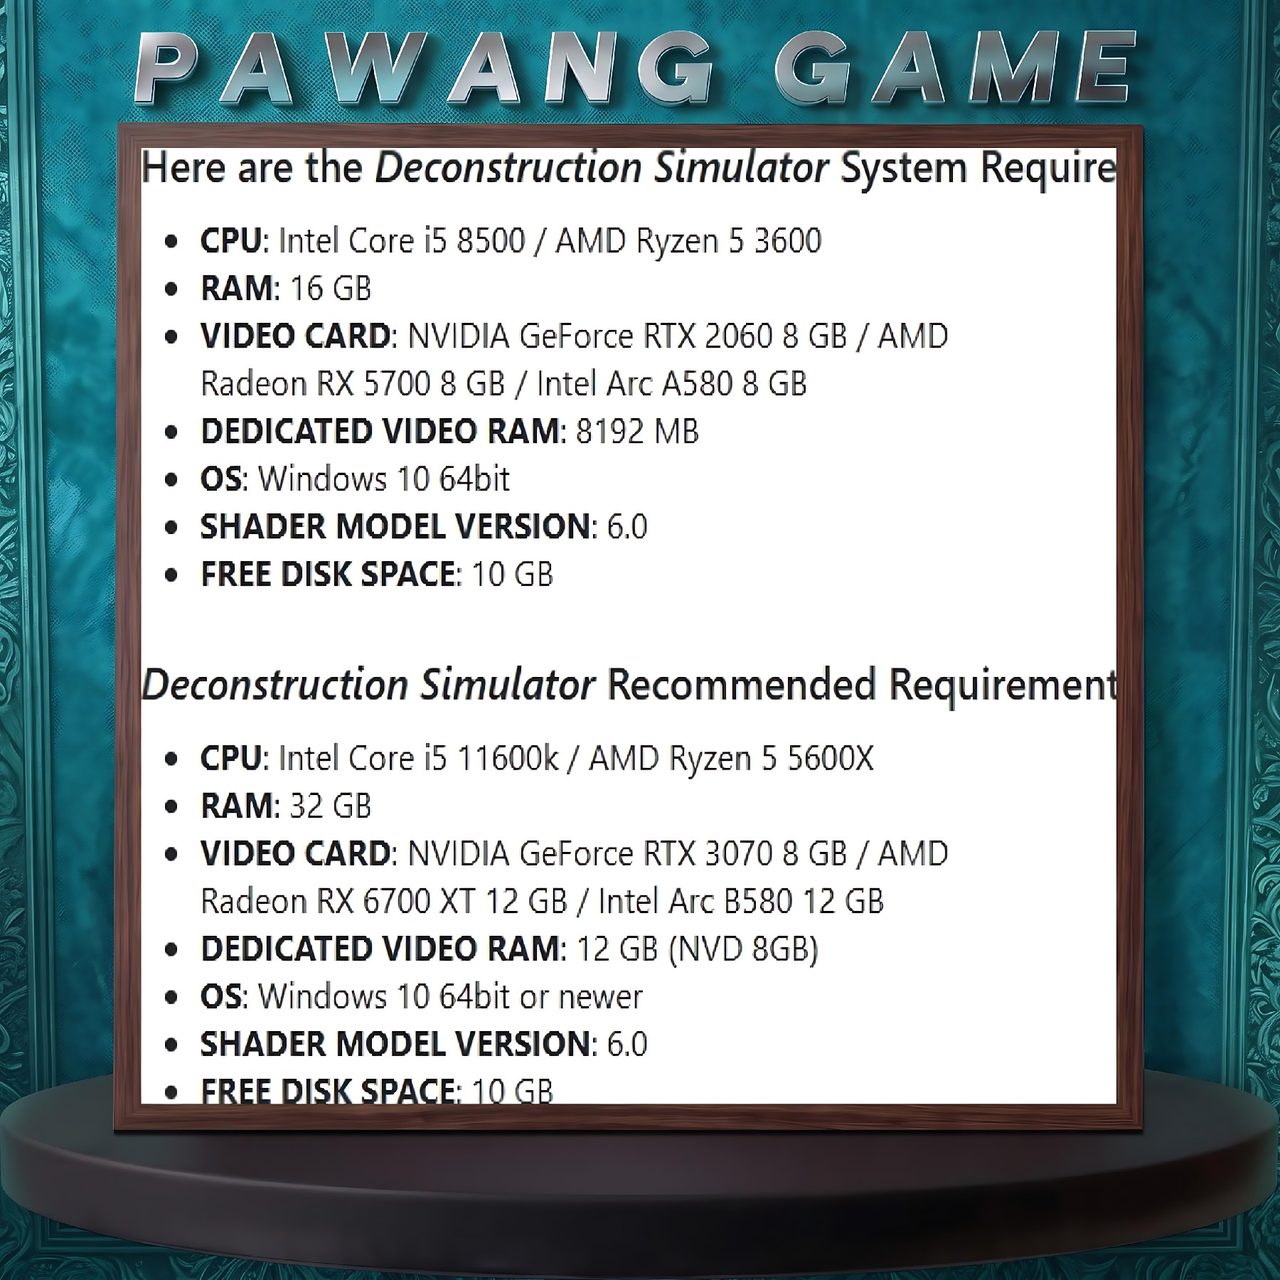 PAWANG GAME
Here are the Deconstruction Simulator System Require
• CPU: Intel Core i5 8500 / AMD Ryzen 5 3600
• RAM: 16 GB
• VIDEO CARD: NVIDIA GeForce RTX 2060 8 GB / AMD
Radeon RX 5700 8 GB / Intel Arc A580 8 GB
• DEDICATED VIDEO RAM: 8192 MB
• OS: Windows 10 64bit
• SHADER MODEL VERSION: 6.0
• FREE DISK SPACE: 10 GB
Deconstruction Simulator Recommended Requirement
• CPU: Intel Core i5 11600k / AMD Ryzen 5 5600X
• RAM: 32 GB
• VIDEO CARD: NVIDIA GeForce RTX 3070 8 GB / AMD
Radeon RX 6700 XT 12 GB / Intel Arc B580 12 GB
• DEDICATED VIDEO RAM: 12 GB (NVD 8GB)
• OS: Windows 10 64bit or newer
• SHADER MODEL VERSION: 6.0
• FREE DISK SPACE: 10 GB